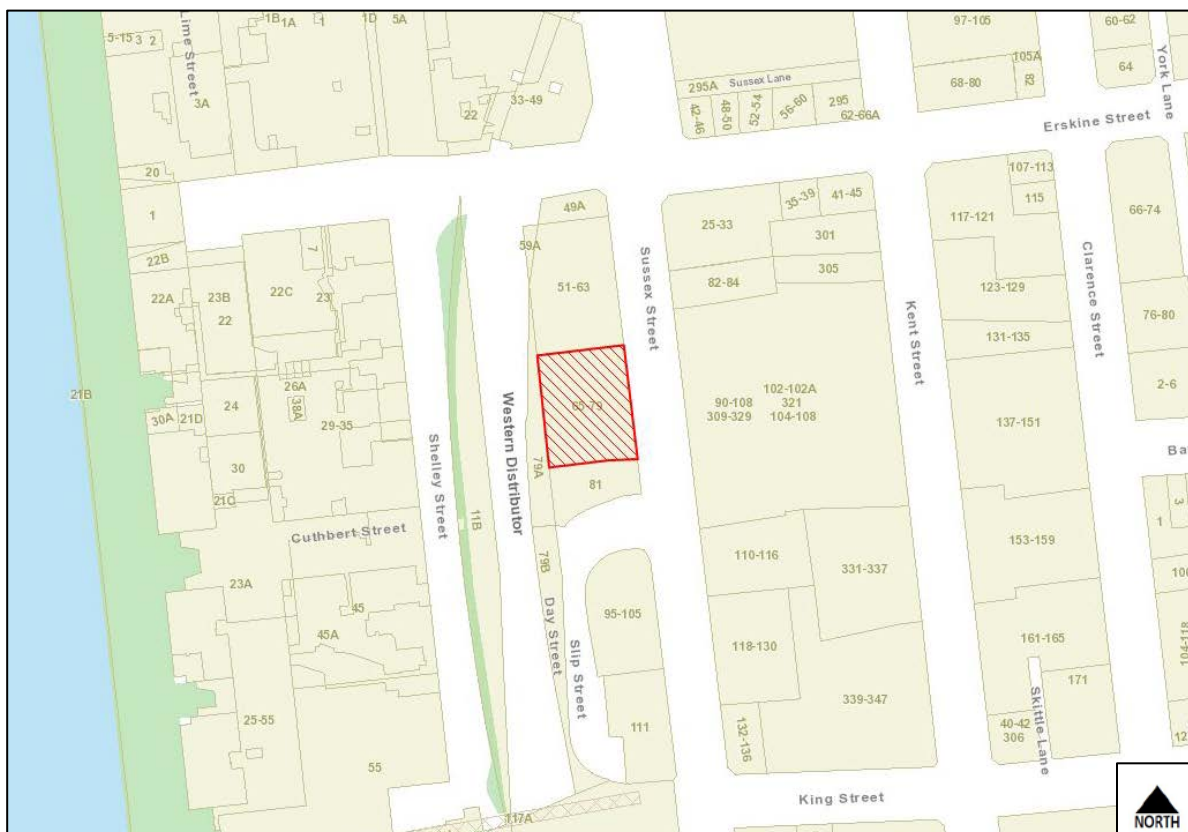 Lime Street
5-15 3 2
1B
1A
1
1D
5A
3A
22
33-49
20
1
22B
22A
23B
22
22C
7
23
21B
26A
38A
24
30A
21D
29-35
30
21C
Cuthbert Street
23A
45
45A
25-55
55
Shelley Street
11B
Western Distributor
117A
49A
59A
51-63
65-79
79A
81
79B
Day Street
Slip Street
95-105
111
Sussex Street
97-105
Sussex Lane
295A
42-46
48-50
52-54
56-60
295
62-66A
68-80
105A
82
60-62
64
York Lane
Erskine Street
25-33
35-39
41-45
301
305
82-84
102-102A
90-108
321
309-329
104-108
110-116
331-337
118-130
132-136
339-347
Kent Street
107-113
115
117-121
123-129
131-135
137-151
153-159
161-165
171
40-42
306
Skittle Lane
Clarence Street
66-74
76-80
2-6
3
1
104-118
King Street
NORTH